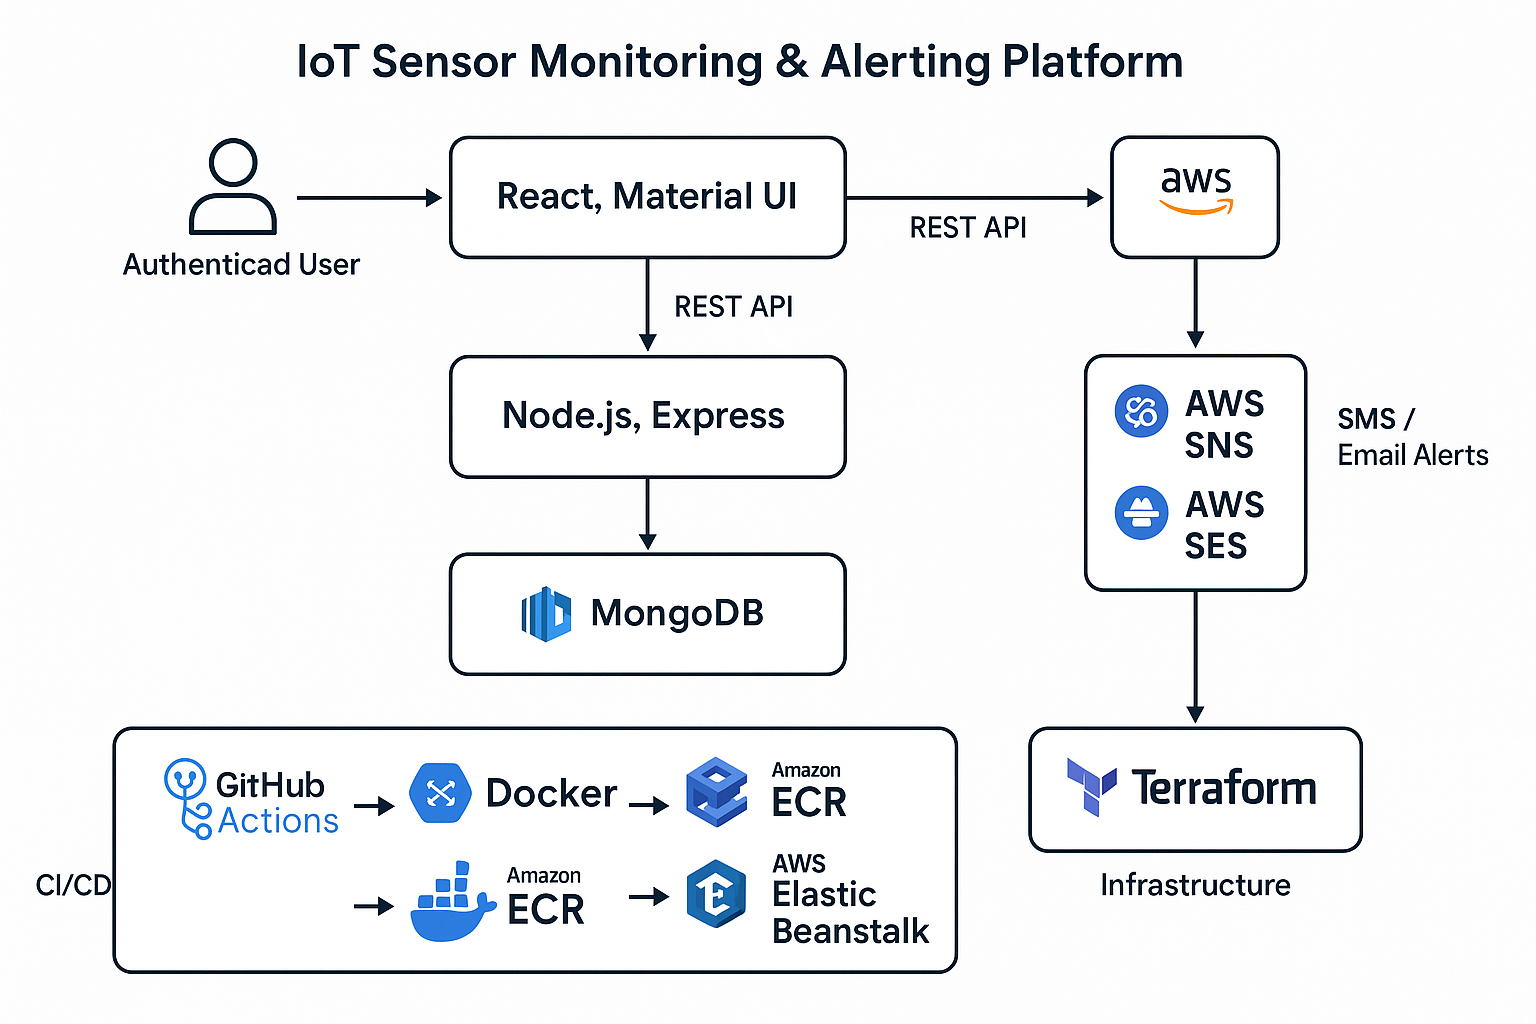 IoT Sensor Monitoring & Alerting Platform
Authenticad User
React, Material UI
REST API
aws
REST API
Node.js, Express
AWS
SNS
AWS
SES
SMS /
Email Alerts
MongoDB
CI/CD
GitHub
Actions
Docker
Amazon
ECR
Amazon
ECR
AWS
Elastic
Beanstalk
Terraform
Infrastructure